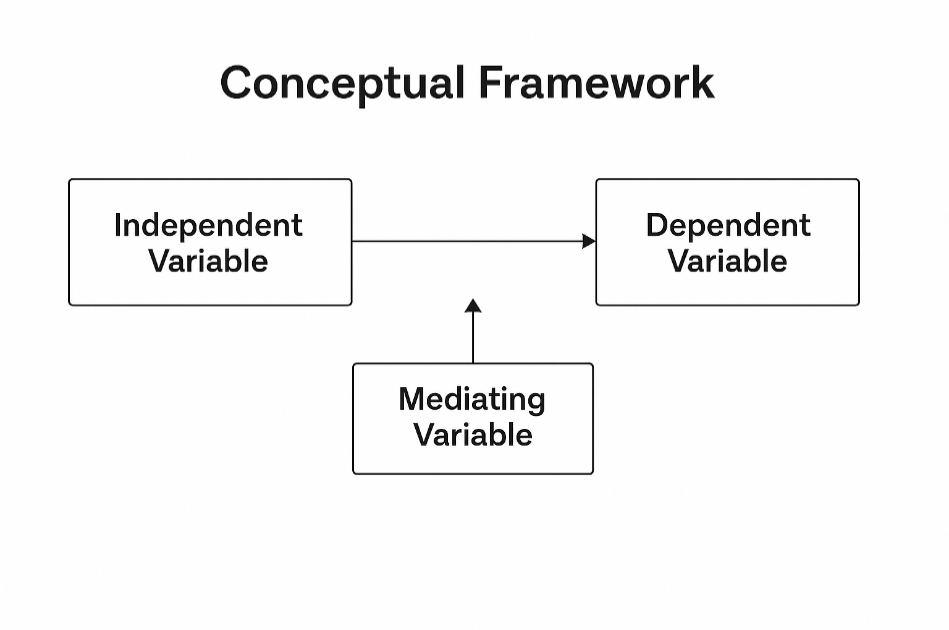 Conceptual Framework
Independent
Variable
Dependent
Variable
Mediating
Variable